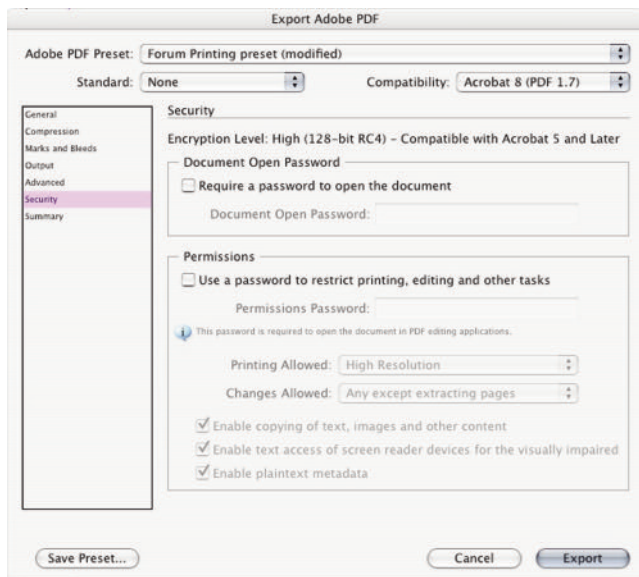 Export Adobe PDF
Adobe PDF Preset: Forum Printing preset (modified)
Standard: None Compatibility: Acrobat 8 (PDF 1.7)
General
Compression
Marks and Bleeds
Output
Advanced
Security
Summary
Security
Encryption Level: High (128-bit RC4) – Compatible with Acrobat 5 and Later
Document Open Password
Require a password to open the document
Document Open Password:
Permissions
Use a password to restrict printing, editing and other tasks
Permissions Password:
This password is required to open the document in PDF editing applications.
Printing Allowed: High Resolution
Changes Allowed: Any except extracting pages
Enable copying of text, images and other content
Enable text access of screen reader devices for the visually impaired
Enable plaintext metadata
Save Preset... Cancel Export